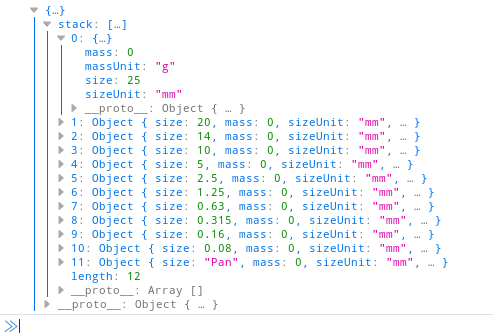 {…}
stack: […]
0: {…}
mass: 0
massUnit: "g"
size: 25
sizeUnit: "mm"
__proto__: Object { … }
1: Object { size: 20, mass: 0, sizeUnit: "mm", … }
2: Object { size: 14, mass: 0, sizeUnit: "mm", … }
3: Object { size: 10, mass: 0, sizeUnit: "mm", … }
4: Object { size: 5, mass: 0, sizeUnit: "mm", … }
5: Object { size: 2.5, mass: 0, sizeUnit: "mm", … }
6: Object { size: 1.25, mass: 0, sizeUnit: "mm", … }
7: Object { size: 0.63, mass: 0, sizeUnit: "mm", … }
8: Object { size: 0.315, mass: 0, sizeUnit: "mm", … }
9: Object { size: 0.16, mass: 0, sizeUnit: "mm", … }
10: Object { size: 0.08, mass: 0, sizeUnit: "mm", … }
11: Object { size: "Pan", mass: 0, sizeUnit: "mm", … }
length: 12
__proto__: Array []
__proto__: Object { … }